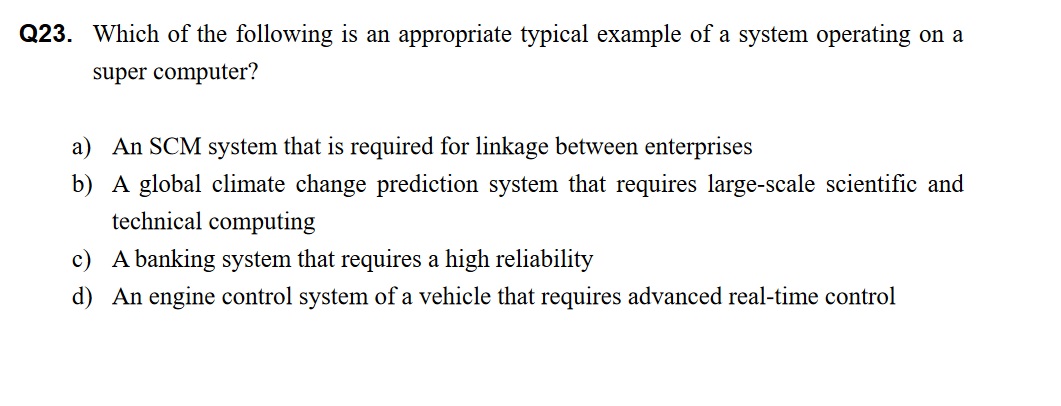 Q23. Which of the following is an appropriate typical example of a system operating on a
super computer?
a) An SCM system that is required for linkage between enterprises
b) A global climate change prediction system that requires large-scale scientific and
technical computing
c) A banking system that requires a high reliability
d) An engine control system of a vehicle that requires advanced real-time control